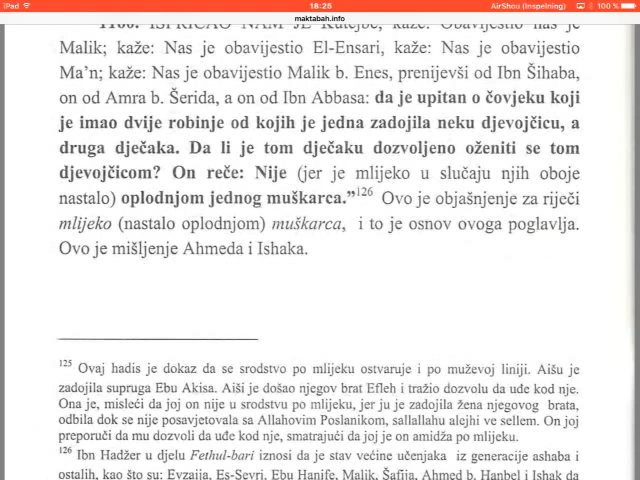 iPad
18:25
AirShou (Inspelning)
100 %
maktabah.info
1160. ISPRIČAO NAM JE Kutejbe, kaže: Obavijestio nas je
Malik; kaže: Nas je obavijestio El-Ensari, kaže: Nas je obavijestio
Ma'n; kaže: Nas je obavijestio Malik b. Enes, prenijevši od Ibn Šihaba,
on od Amra b. Šerida, a on od Ibn Abbasa: da je upitan o čovjeku koji
je imao dvije robinje od kojih je jedna zadojila neku djevojčicu, a
druga dječaka. Da li je tom dječaku dozvoljeno oženiti se tom
djevojčicom? On reče: Nije (jer je mlijeko u slučaju njih oboje
nastalo) oplodnjom jednog muškarca."126 Ovo je objašnjenje za riječi
mlijeko (nastalo oplodnjom) muškarca, i to je osnov ovoga poglavlja.
Ovo je mišljenje Ahmeda i Ishaka.
125 Ovaj hadis je dokaz da se srodstvo po mlijeku ostvaruje i po muževoj liniji. Aišu je
zadojila supruga Ebu Akisa. Aiši je došao njegov brat Efleh i tražio dozvolu da uđe kod nje.
Ona je, misleći da joj on nije u srodstvu po mlijeku, jer ju je zadojila žena njegovog brata,
odbila dok se nije posavjetovala sa Allahovim Poslanikom, sallallahu alejhi ve sellem. On joj
preporuči da mu dozvoli da uđe kod nje, smatrajući da joj je on amidža po mlijeku.
126 Ibn Hadžer u djelu Fethul-bari iznosi da je stav većine učenjaka iz generacije ashaba i
ostalih, kao što su: Evzaija, Es-Sevri, Ebu Hanife, Malik, Šafija, Ahmed b. Hanbel i Ishak da